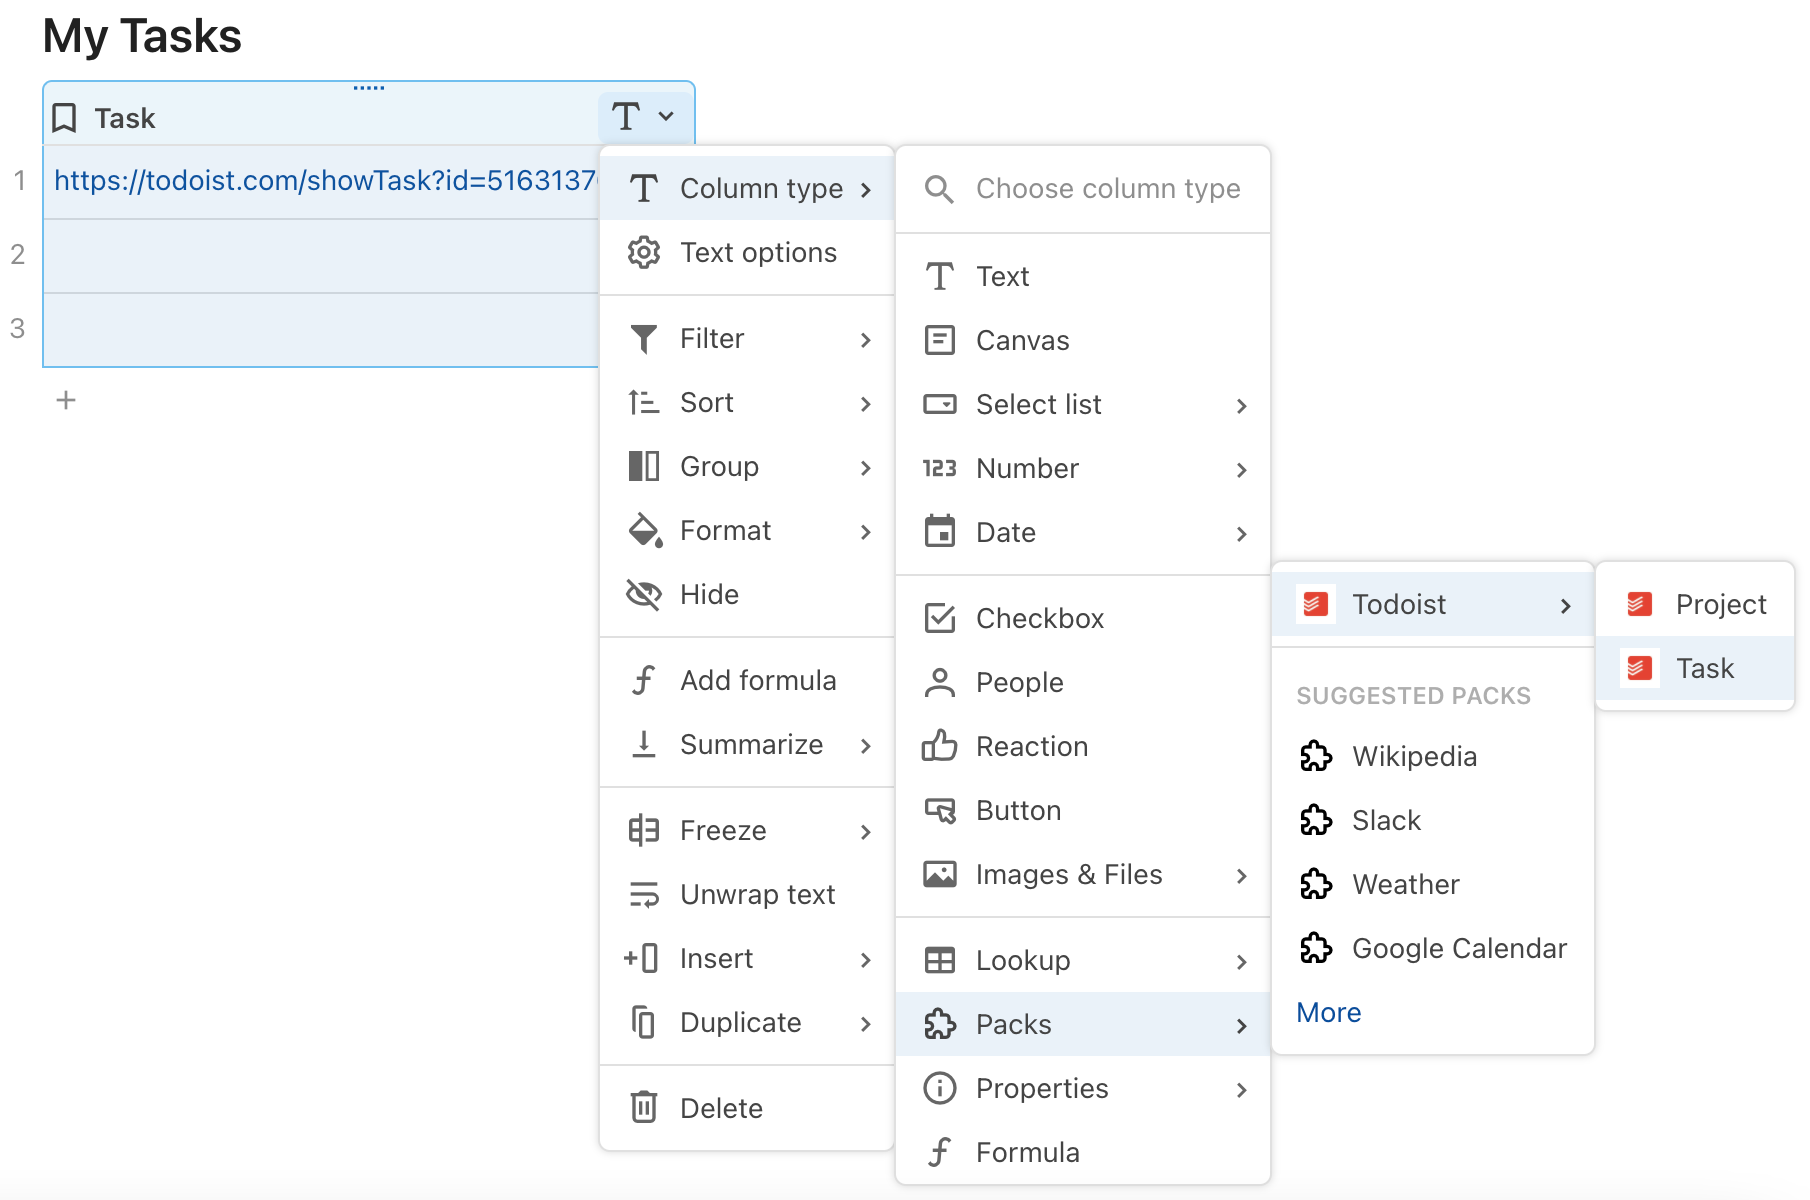 My Tasks
Task
1
https://todoist.com/showTask?id=5163137
2
3
Column type
Text options
Filter
Sort
Group
Format
Hide
Add formula
Summarize
Freeze
Unwrap text
Insert
Duplicate
Delete
Choose column type
Text
Canvas
Select list
123 Number
Date
Checkbox
People
Reaction
Button
Images & Files
Lookup
Packs
Properties
Formula
Todoist
SUGGESTED PACKS
Wikipedia
Slack
Weather
Google Calendar
More
Project
Task